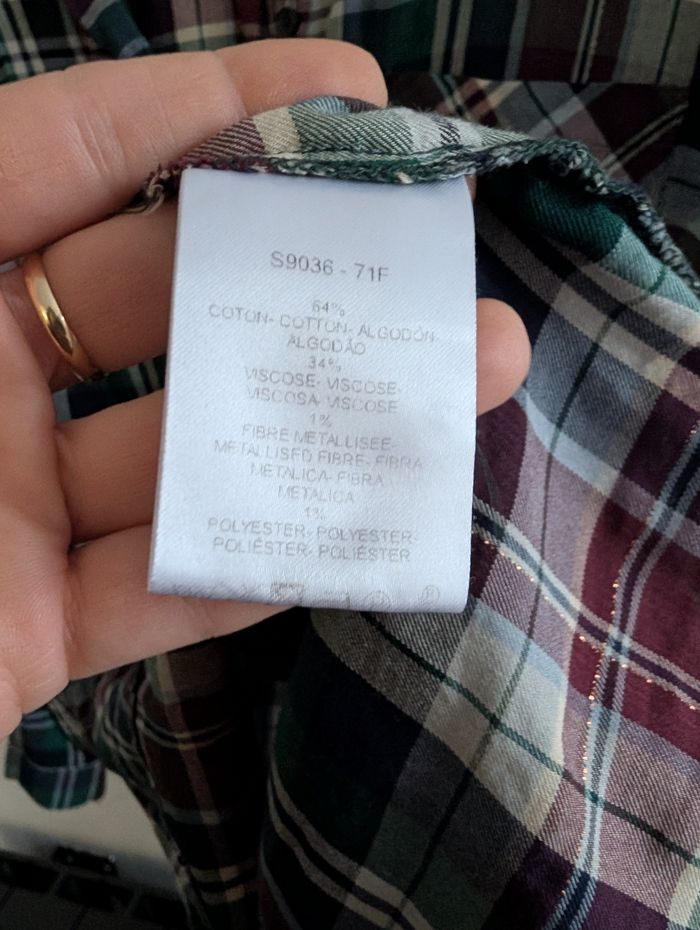 S9036 - 71F
64%
COTON- COTTON- ALGODÓN-
ALGODÃO
34%
VISCOSE- VISCOSE-
VISCOSA- VISCOSE
1%
FIBRE METALLISEE-
METALLISED FIBRE- FIBRA
METALICA- FIBRA
METALICA
1%
POLYESTER- POLYESTER-
POLIÉSTER- POLIÉSTER